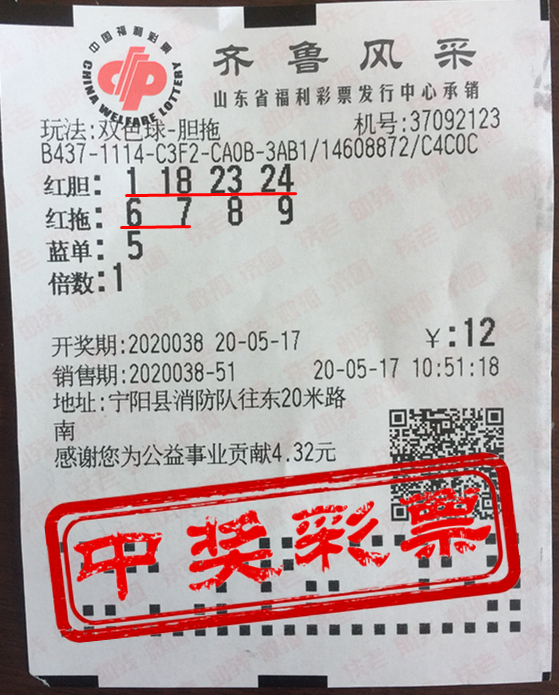 中国福利彩票
CHINA WELFARE LOTTERY
齐鲁风采
山东省福利彩票发行中心承销
玩法:双色球-胆拖 机号:37092123
B437-1114-C3F2-CA0B-3AB1/14608872/C4C0C
红胆: 1 18 23 24
红拖: 6 7 8 9
蓝单: 5
倍数:1
开奖期:2020038 20-05-17 ¥:12
销售期:2020038-51 20-05-17 10:51:18
地址:宁阳县消防队往东20米路
南
感谢您为公益事业贡献4.32元
中奖彩票